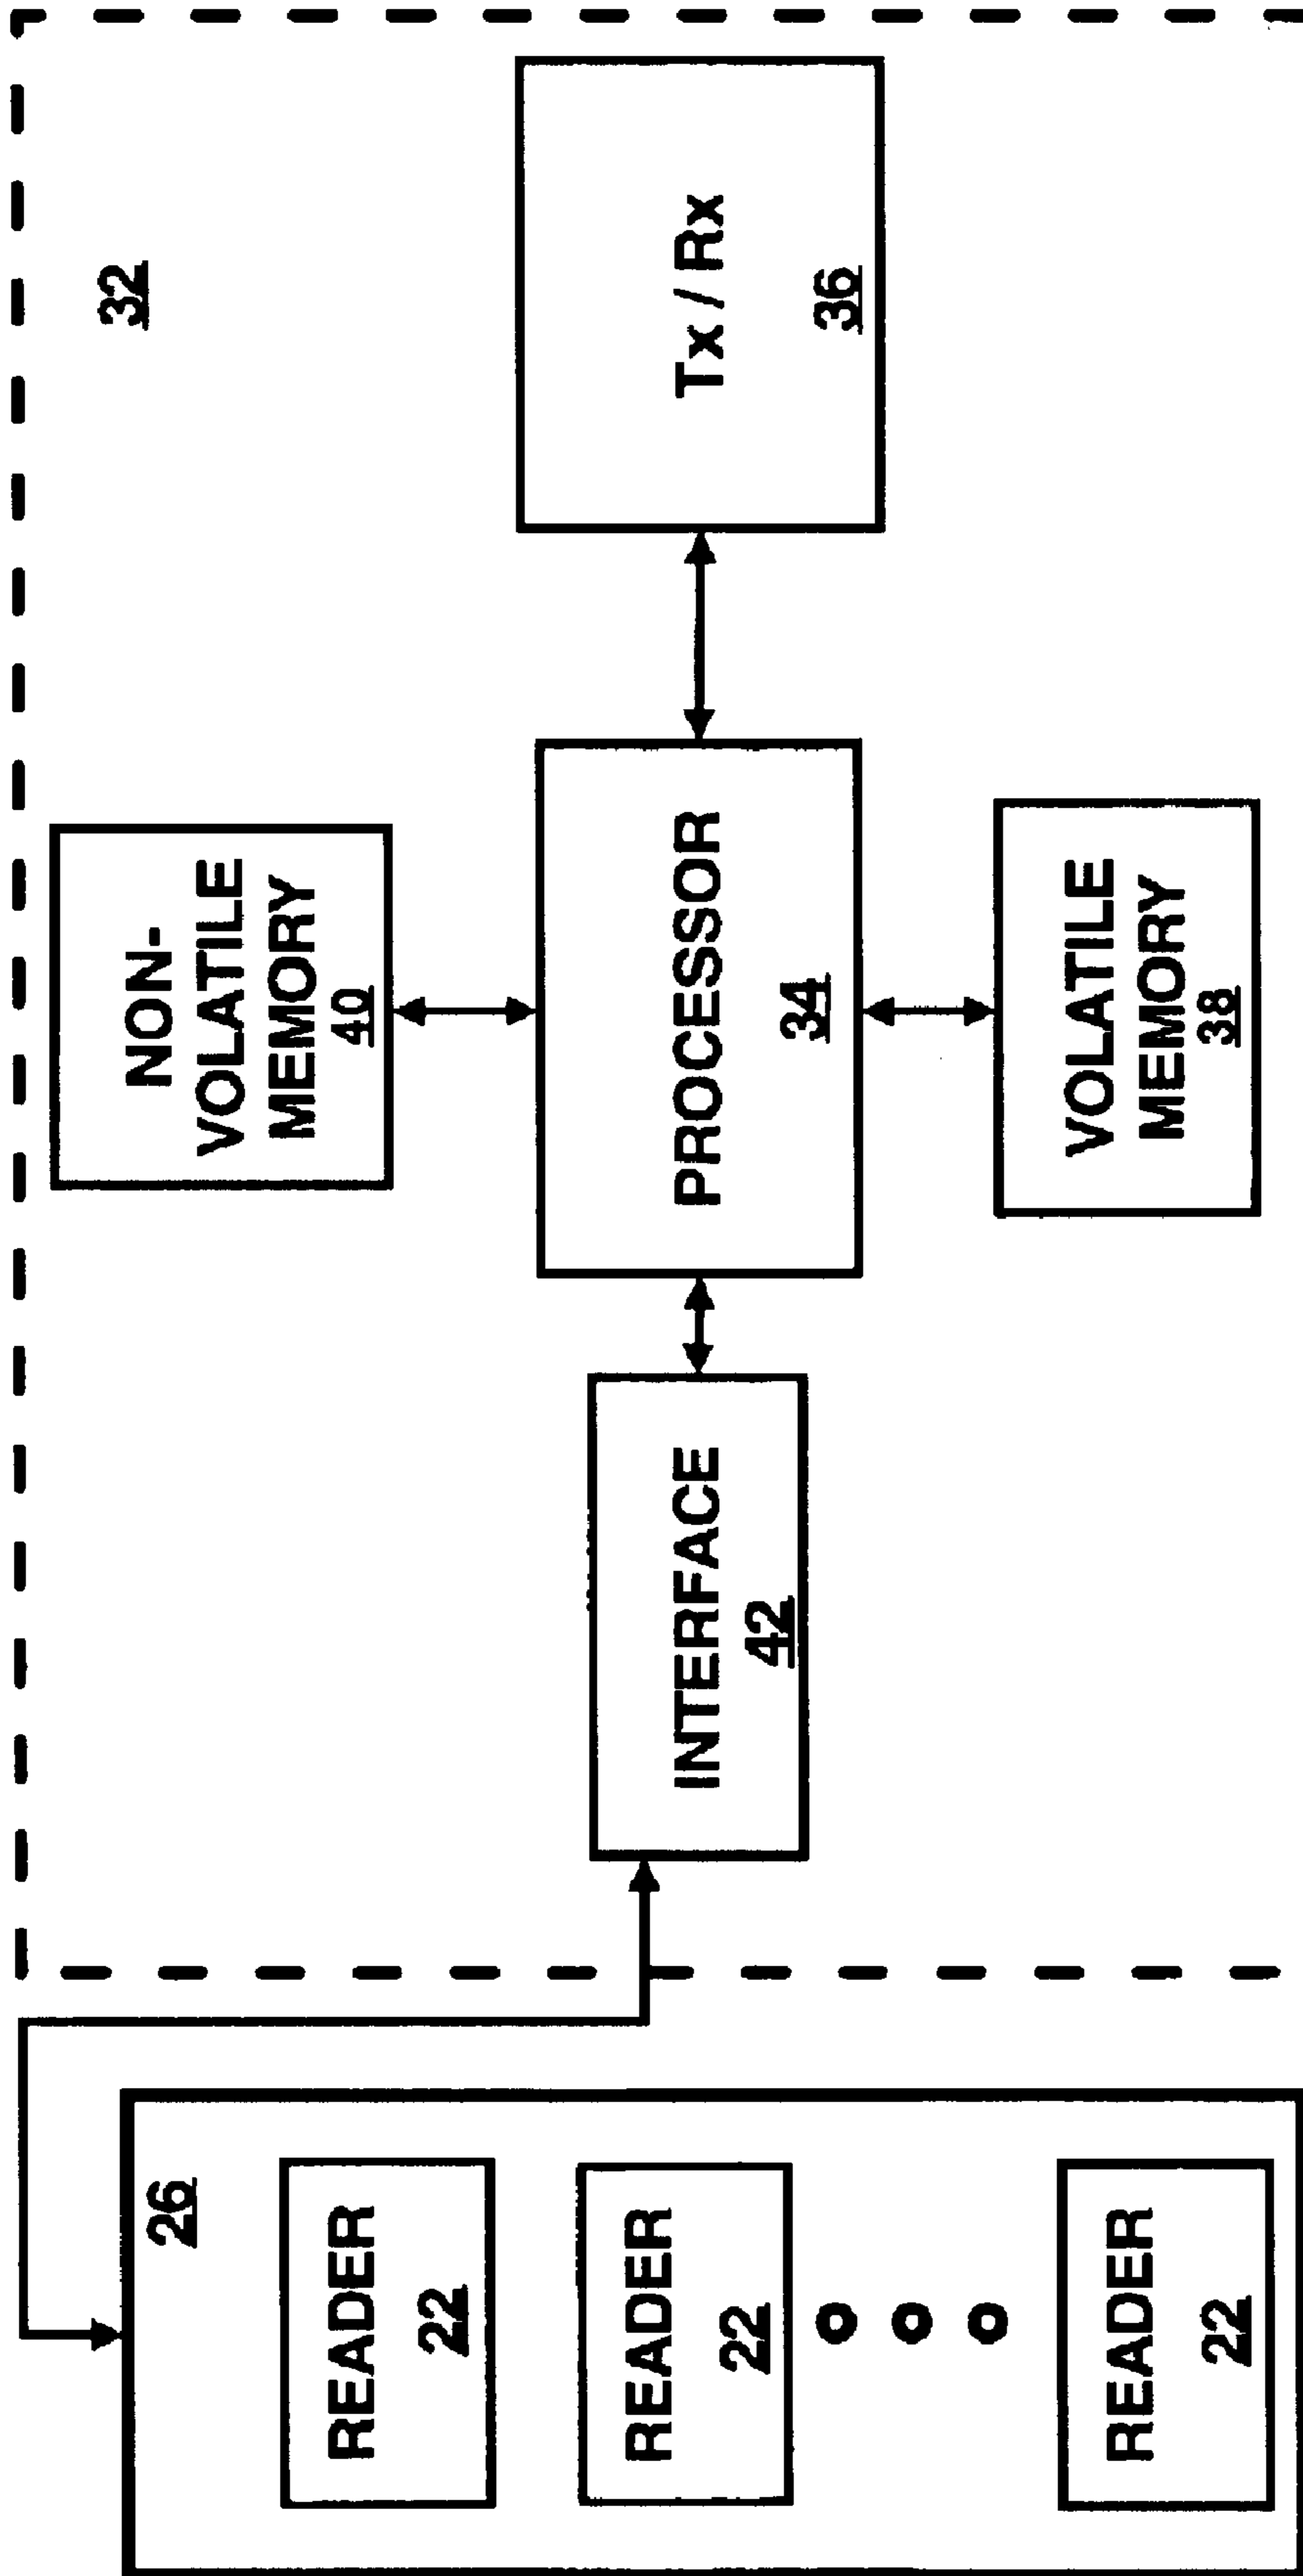 26
READER
22
READER
22
READER
22
32
INTERFACE
42
NON-
VOLATILE
MEMORY
40
PROCESSOR
34
VOLATILE
MEMORY
38
Tx / Rx
36